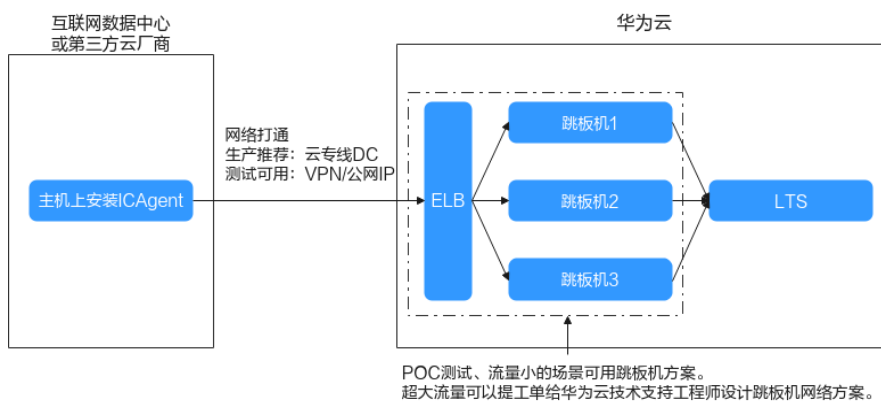 互联网数据中心
或第三方云厂商
华为云
网络打通
生产推荐：云专线DC
测试可用：VPN/公网IP
主机上安装ICAgent
ELB
跳板机1
跳板机2
跳板机3
LTS
POC测试、流量小的场景可用跳板机方案。
超大流量可以提工单给华为云技术支持工程师设计跳板机网络方案。